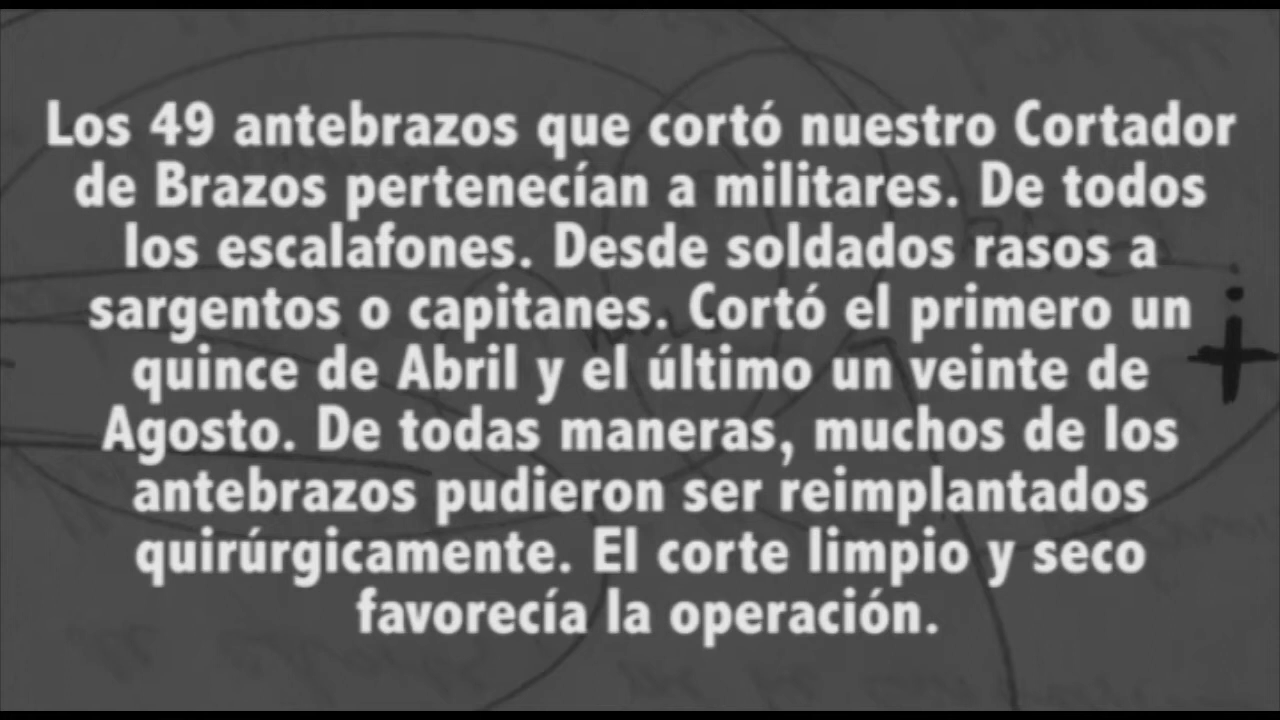 Los 49 antebrazos que cortó nuestro Cortador
de Brazos pertenecían a militares. De todos
los escalafones. Desde soldados rasos a
sargentos o capitanes. Cortó el primero un
quince de Abril y el último un veinte de
Agosto. De todas maneras, muchos de los
antebrazos pudieron ser reimplantados
quirúrgicamente. El corte limpio y seco
favorecía la operación.